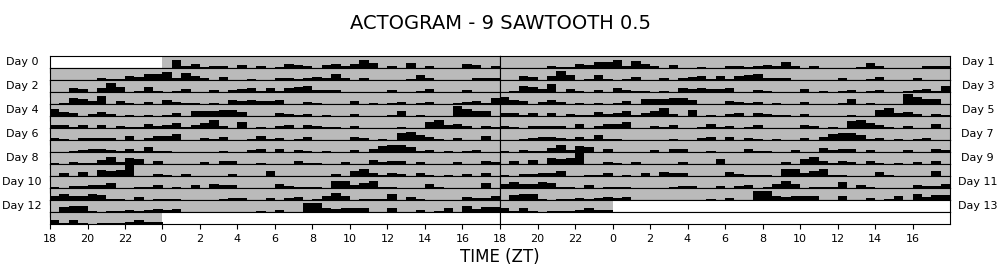 ACTOGRAM - 9 SAWTOOTH 0.5
Day 0 Day 1
Day 2 Day 3
Day 4 Day 5
Day 6 Day 7
Day 8 Day 9
Day 10 Day 11
Day 12 Day 13
18 20 22 0 2 4 6 8 10 12 14 16 18 20 22 0 2 4 6 8 10 12 14 16
TIME (ZT)